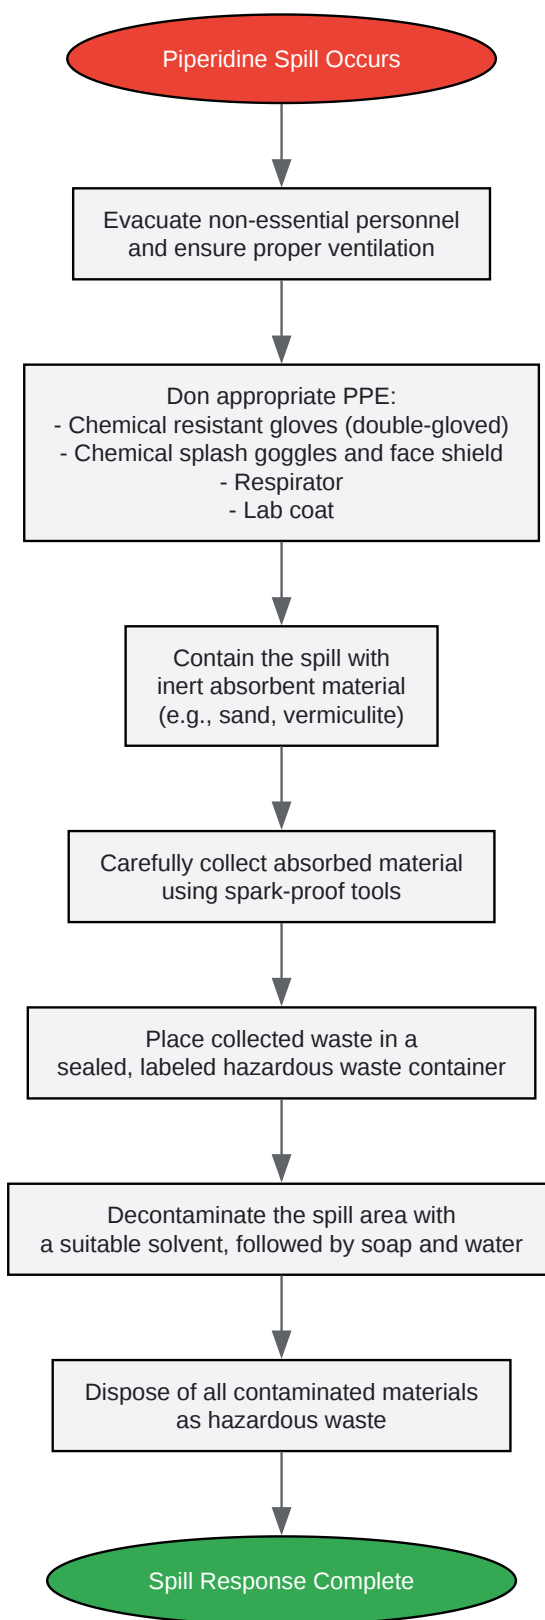 Piperidine Spill Occurs
Evacuate non-essential personnel
and ensure proper ventilation
Don appropriate PPE:
- Chemical resistant gloves (double-gloved)
- Chemical splash goggles and face shield
- Respirator
- Lab coat
Contain the spill with
inert absorbent material
(e.g., sand, vermiculite)
Carefully collect absorbed material
using spark-proof tools
Place collected waste in a
sealed, labeled hazardous waste container
Decontaminate the spill area with
a suitable solvent, followed by soap and water
Dispose of all contaminated materials
as hazardous waste
Spill Response Complete